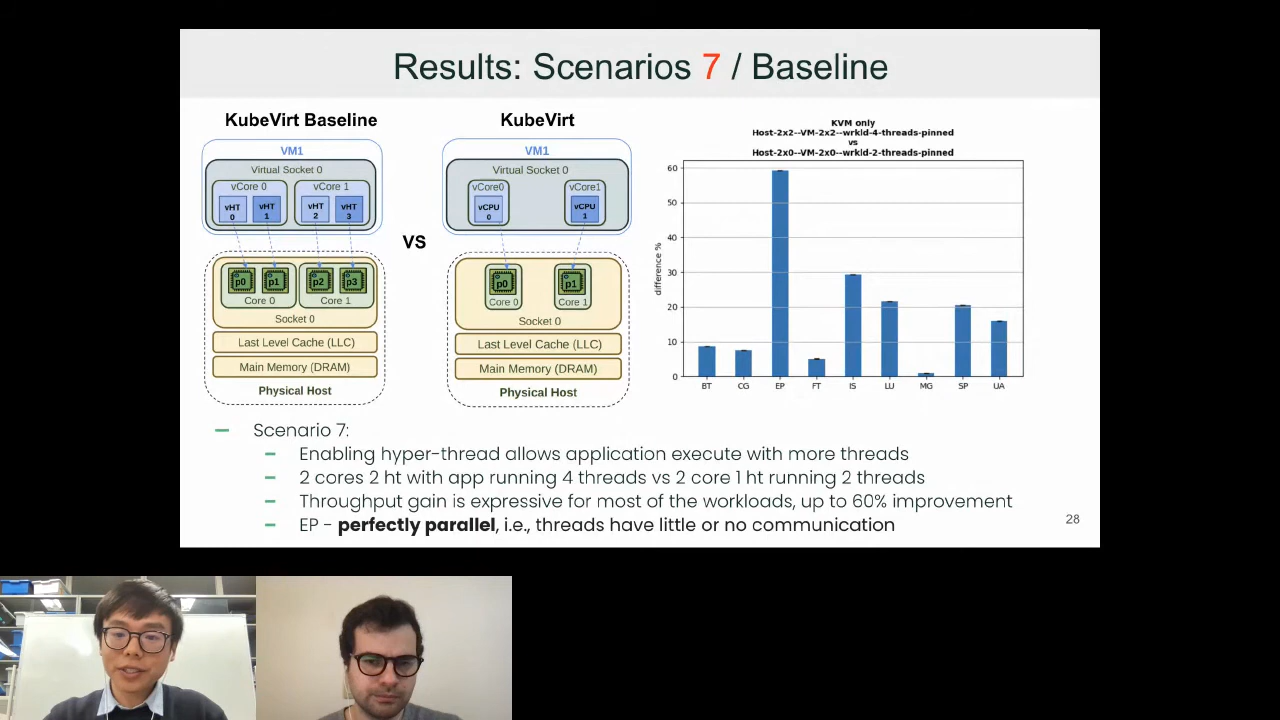 Results: Scenarios 7 / Baseline
KubeVirt Baseline
VM1
Virtual Socket 0
vCore 0
vCore 1
vHT 0
vHT 1
vHT 2
vHT 3
p0
p1
p2
p3
Core 0
Core 1
Socket 0
Last Level Cache (LLC)
Main Memory (DRAM)
Physical Host
VS
KubeVirt
VM1
Virtual Socket 0
vCore0
vCore1
vCPU 0
vCPU 1
p0
p1
Core 0
Core 1
Socket 0
Last Level Cache (LLC)
Main Memory (DRAM)
Physical Host
KVM only
Host-2x2--VM-2x2--wrkld-4-threads-pinned
vs
Host-2x0--VM-2x0--wrkld-2-threads-pinned
difference %
60
50
40
30
20
10
0
BT CG EP FT IS LU MG SP UA
– Scenario 7:
– Enabling hyper-thread allows application execute with more threads
– 2 cores 2 ht with app running 4 threads vs 2 core 1 ht running 2 threads
– Throughput gain is expressive for most of the workloads, up to 60% improvement
– EP - perfectly parallel, i.e., threads have little or no communication
28